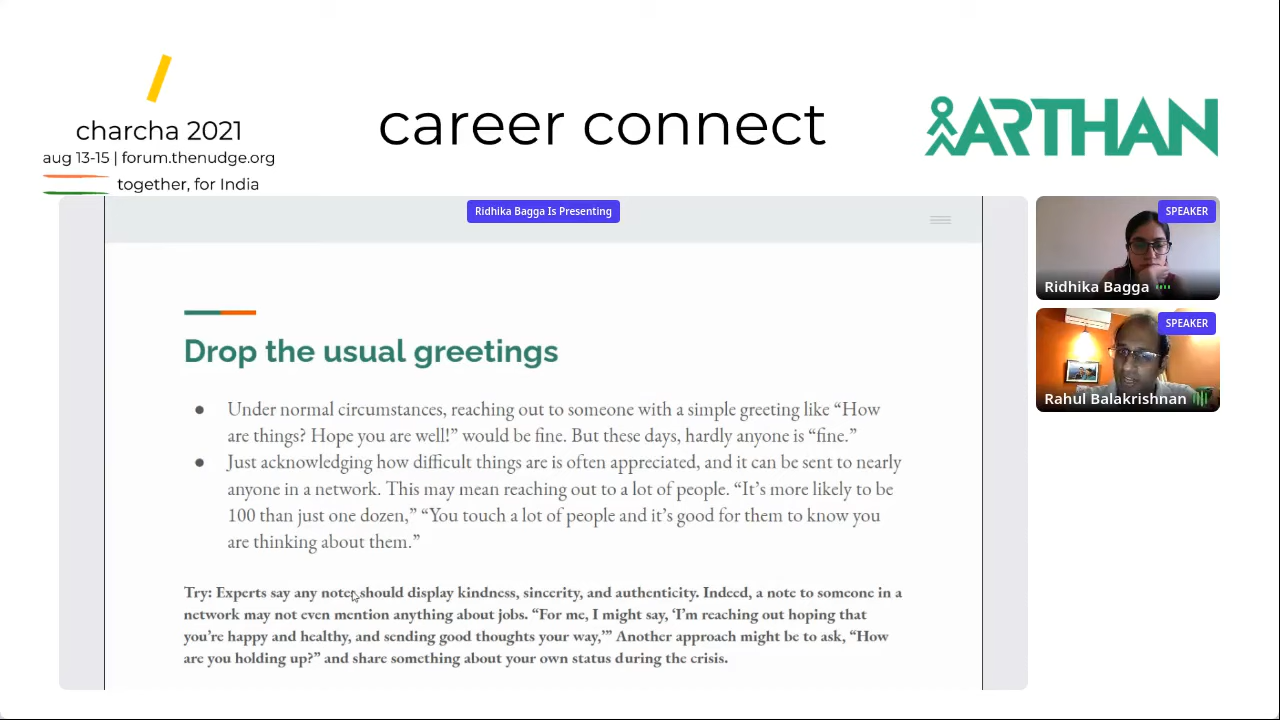 charcha 2021
aug 13-15 | forum.thenudge.org
together, for India
career connect
ARTHAN
Ridhika Bagga Is Presenting
SPEAKER
Ridhika Bagga
SPEAKER
Rahul Balakrishnan
Drop the usual greetings
● Under normal circumstances, reaching out to someone with a simple greeting like “How
are things? Hope you are well!” would be fine. But these days, hardly anyone is “fine.”
● Just acknowledging how difficult things are is often appreciated, and it can be sent to nearly
anyone in a network. This may mean reaching out to a lot of people. “It’s more likely to be
100 than just one dozen,” “You touch a lot of people and it’s good for them to know you
are thinking about them.”
Try: Experts say any note should display kindness, sincerity, and authenticity. Indeed, a note to someone in a
network may not even mention anything about jobs. “For me, I might say, ‘I’m reaching out hoping that
you’re happy and healthy, and sending good thoughts your way,’” Another approach might be to ask, “How
are you holding up?” and share something about your own status during the crisis.